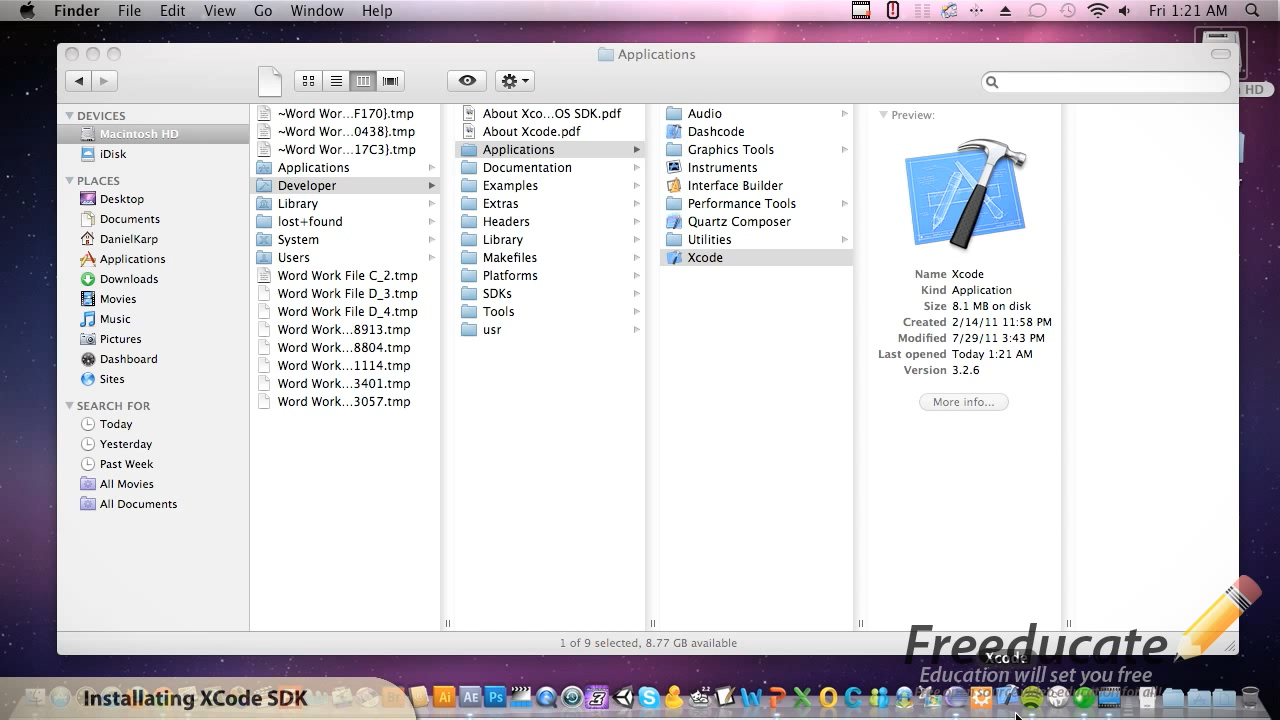 Finder File Edit View Go Window Help Fri 1:21 AM
Applications
HD
DEVICES
Macintosh HD
iDisk
PLACES
Desktop
Documents
DanielKarp
Applications
Downloads
Movies
Music
Pictures
Dashboard
Sites
SEARCH FOR
Today
Yesterday
Past Week
All Movies
All Documents
~Word Wor...F170}.tmp
~Word Wor...0438}.tmp
~Word Wor...17C3}.tmp
Applications
Developer
Library
lost+found
System
Users
Word Work File C_2.tmp
Word Work File D_3.tmp
Word Work File D_4.tmp
Word Work...8913.tmp
Word Work...8804.tmp
Word Work...1114.tmp
Word Work...3401.tmp
Word Work...3057.tmp
About Xco...OS SDK.pdf
About Xcode.pdf
Applications
Documentation
Examples
Extras
Headers
Library
Makefiles
Platforms
SDKs
Tools
usr
Audio
Dashcode
Graphics Tools
Instruments
Interface Builder
Performance Tools
Quartz Composer
Utilities
Xcode
Preview:
Name Xcode
Kind Application
Size 8.1 MB on disk
Created 2/14/11 11:58 PM
Modified 7/29/11 3:43 PM
Last opened Today 1:21 AM
Version 3.2.6
More info...
1 of 9 selected, 8.77 GB available
Freeducate
Xcode
Education will set you free
Installating XCode SDK
Ai AE Ps